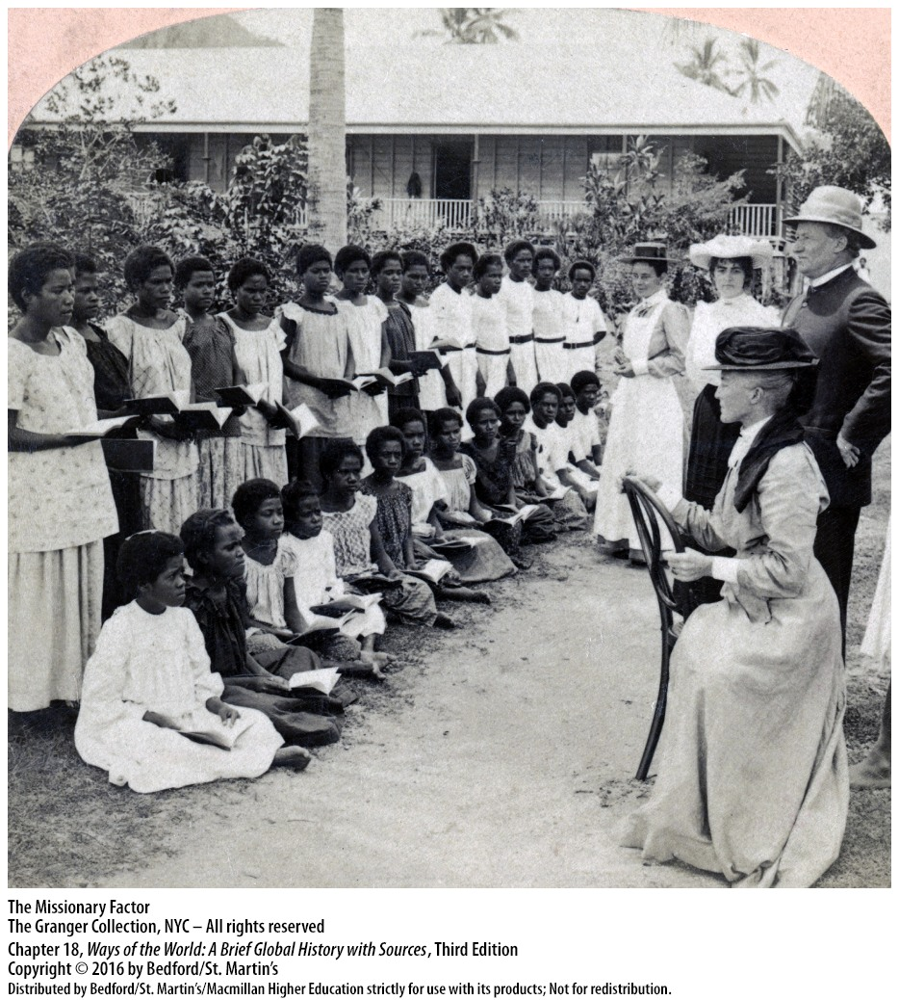 The Missionary Factor
The Granger Collection, NYC – All rights reserved
Chapter 18, Ways of the World: A Brief Global History with Sources, Third Edition
Copyright © 2016 by Bedford/St. Martin's
Distributed by Bedford/St. Martin's/Macmillan Higher Education strictly for use with its products; Not for redistribution.